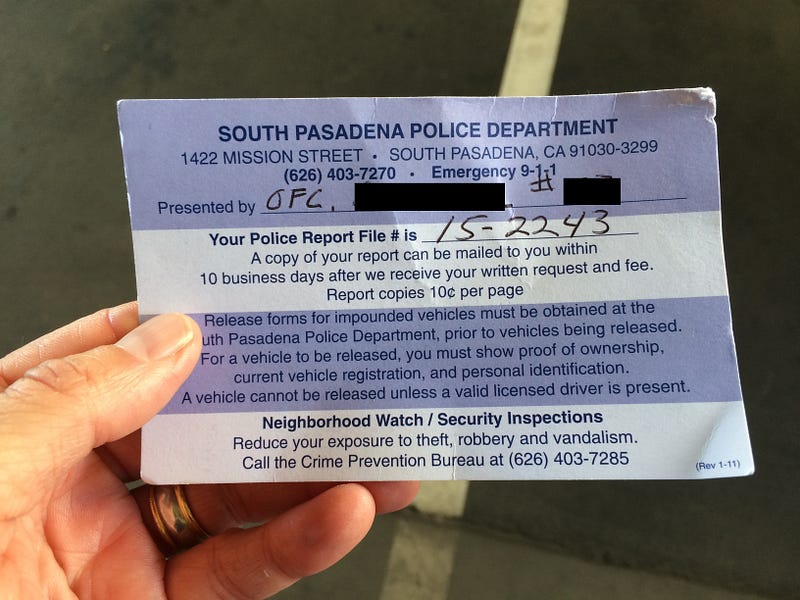 SOUTH PASADENA POLICE DEPARTMENT
1422 MISSION STREET • SOUTH PASADENA, CA 91030-3299
(626) 403-7270 • Emergency 9-1-1
Presented by OFC. #
Your Police Report File # is 15-2243
A copy of your report can be mailed to you within
10 business days after we receive your written request and fee.
Report copies 10¢ per page
Release forms for impounded vehicles must be obtained at the
uth Pasadena Police Department, prior to vehicles being released.
For a vehicle to be released, you must show proof of ownership,
current vehicle registration, and personal identification.
A vehicle cannot be released unless a valid licensed driver is present.
Neighborhood Watch / Security Inspections
Reduce your exposure to theft, robbery and vandalism.
Call the Crime Prevention Bureau at (626) 403-7285
(Rev 1-11)